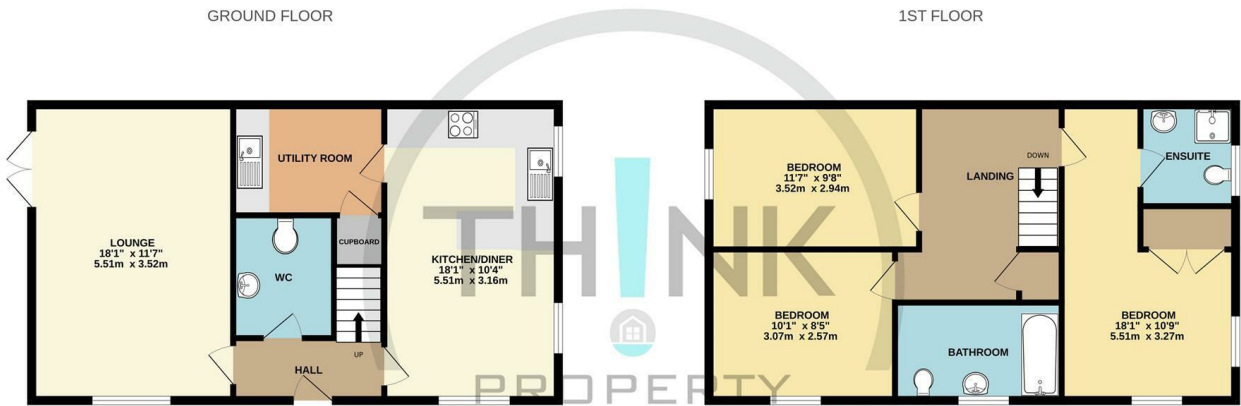 GROUND FLOOR
1ST FLOOR
LOUNGE
18'1" x 11'7"
5.51m x 3.52m
UTILITY ROOM
CUPBOARD
WC
KITCHEN/DINER
18'1" x 10'4"
5.51m x 3.16m
UP
HALL
BEDROOM
11'7" x 9'8"
3.52m x 2.94m
DOWN
LANDING
ENSUITE
BEDROOM
10'1" x 8'5"
3.07m x 2.57m
BATHROOM
BEDROOM
18'1" x 10'9"
5.51m x 3.27m
TH!NK
PROPERTY